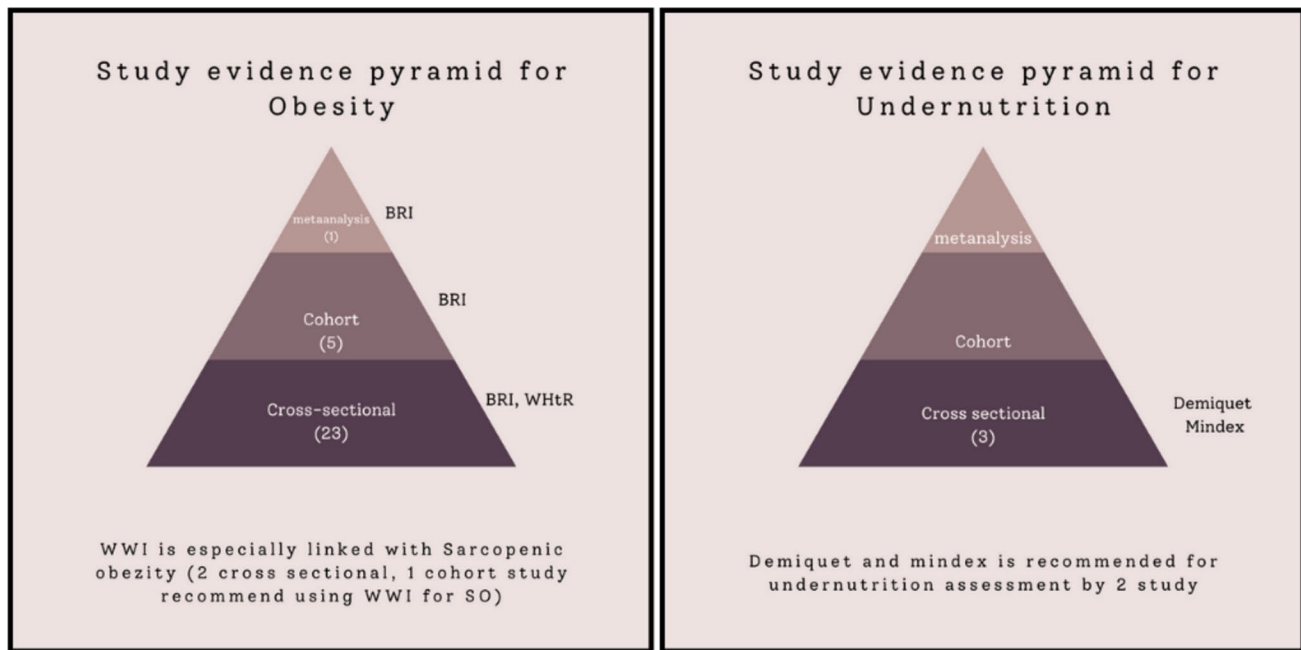 Study evidence pyramid for
Obesity
metaanalysis
(1)
BRI
Cohort
(5)
BRI
Cross-sectional
(23)
BRI, WHtR
WWI is especially linked with Sarcopenic
obezity (2 cross sectional, 1 cohort study
recommend using WWI for SO)
Study evidence pyramid for
Undernutrition
metanalysis
Cohort
Cross sectional
(3)
Demiquet
Mindex
Demiquet and mindex is recommended for
undernutrition assessment by 2 study